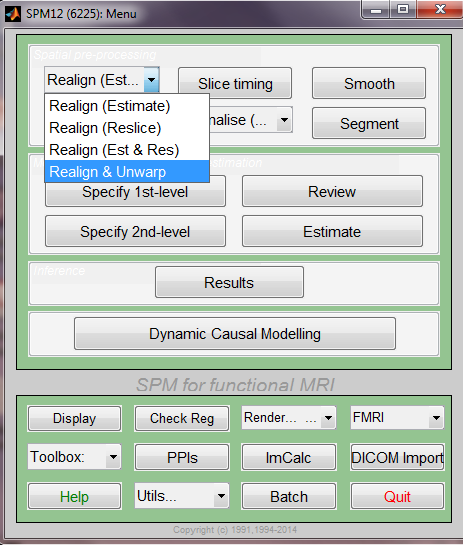 SPM12 (6225): Menu
Spatial pre-processing
Realign (Est... Slice timing Smooth
Realign (Estimate)
Realign (Reslice)
Realign (Est & Res)
Realign & Unwarp
nalise (... Segment
Specify 1st-level Review
Specify 2nd-level Estimate
Inference
Results
Dynamic Causal Modelling
SPM for functional MRI
Display Check Reg Render... ... FMRI
Toolbox: PPIs ImCalc DICOM Import
Help Utils... Batch Quit
Copyright (c) 1991,1994-2014